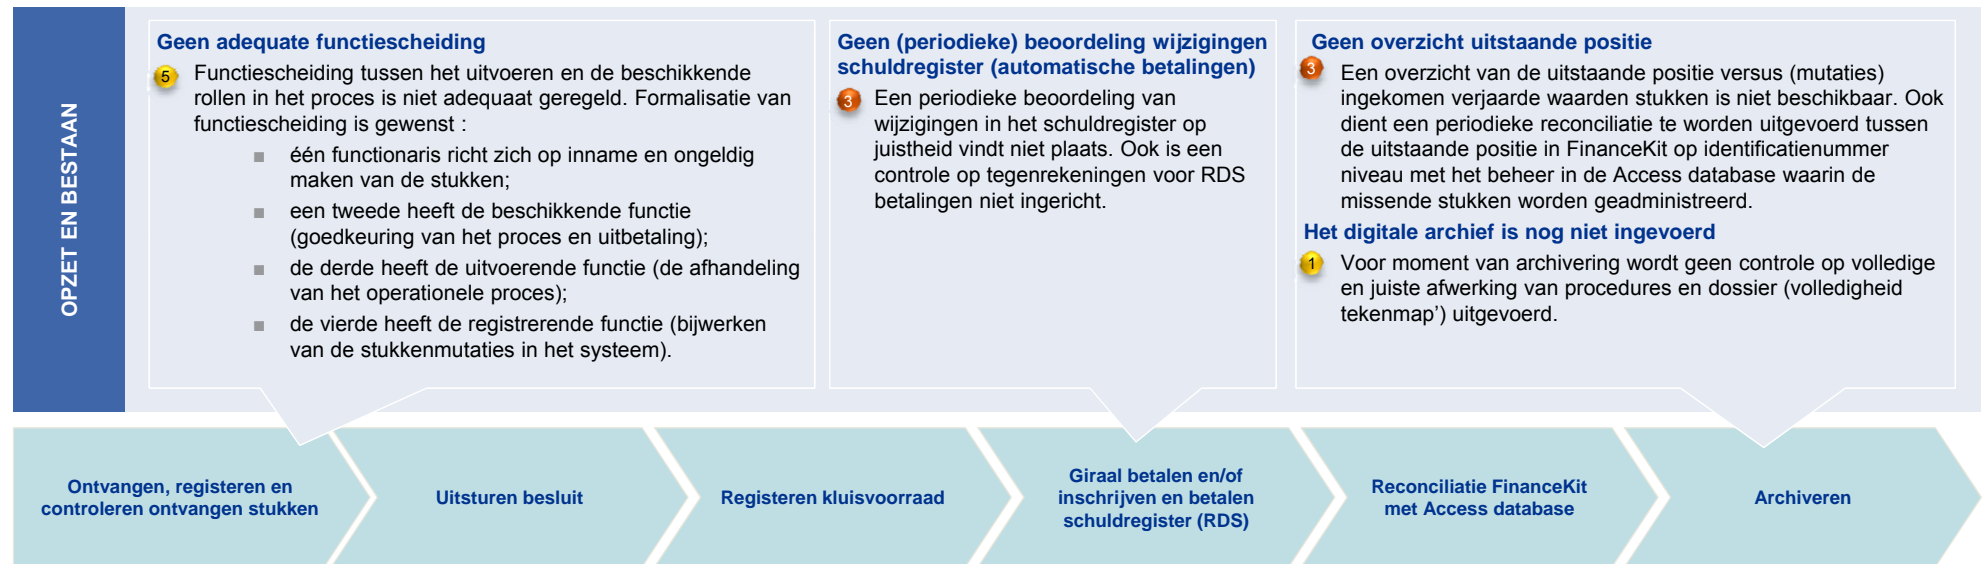 OPZET EN BESTAAN
Geen adequate functiescheiding
5 Functiescheiding tussen het uitvoeren en de beschikkende
rollen in het proces is niet adequaat geregeld. Formalisatie van
functiescheiding is gewenst :
■ één functionaris richt zich op inname en ongeldig
maken van de stukken;
■ een tweede heeft de beschikkende functie
(goedkeuring van het proces en uitbetaling);
■ de derde heeft de uitvoerende functie (de afhandeling
van het operationele proces);
■ de vierde heeft de registrerende functie (bijwerken
van de stukkenmutaties in het systeem).
Geen (periodieke) beoordeling wijzigingen
schuldregister (automatische betalingen)
3 Een periodieke beoordeling van
wijzigingen in het schuldregister op
juistheid vindt niet plaats. Ook is een
controle op tegenrekeningen voor RDS
betalingen niet ingericht.
Geen overzicht uitstaande positie
3 Een overzicht van de uitstaande positie versus (mutaties)
ingekomen verjaarde waarden stukken is niet beschikbaar. Ook
dient een periodieke reconciliatie te worden uitgevoerd tussen
de uitstaande positie in FinanceKit op identificatienummer
niveau met het beheer in de Access database waarin de
missende stukken worden geadministreerd.
Het digitale archief is nog niet ingevoerd
1 Voor moment van archivering wordt geen controle op volledige
en juiste afwerking van procedures en dossier (volledigheid
tekenmap’) uitgevoerd.
Ontvangen, registeren en
controleren ontvangen stukken
Uitsturen besluit
Registeren kluisvoorraad
Giraal betalen en/of
inschrijven en betalen
schuldregister (RDS)
Reconciliatie FinanceKit
met Access database
Archiveren